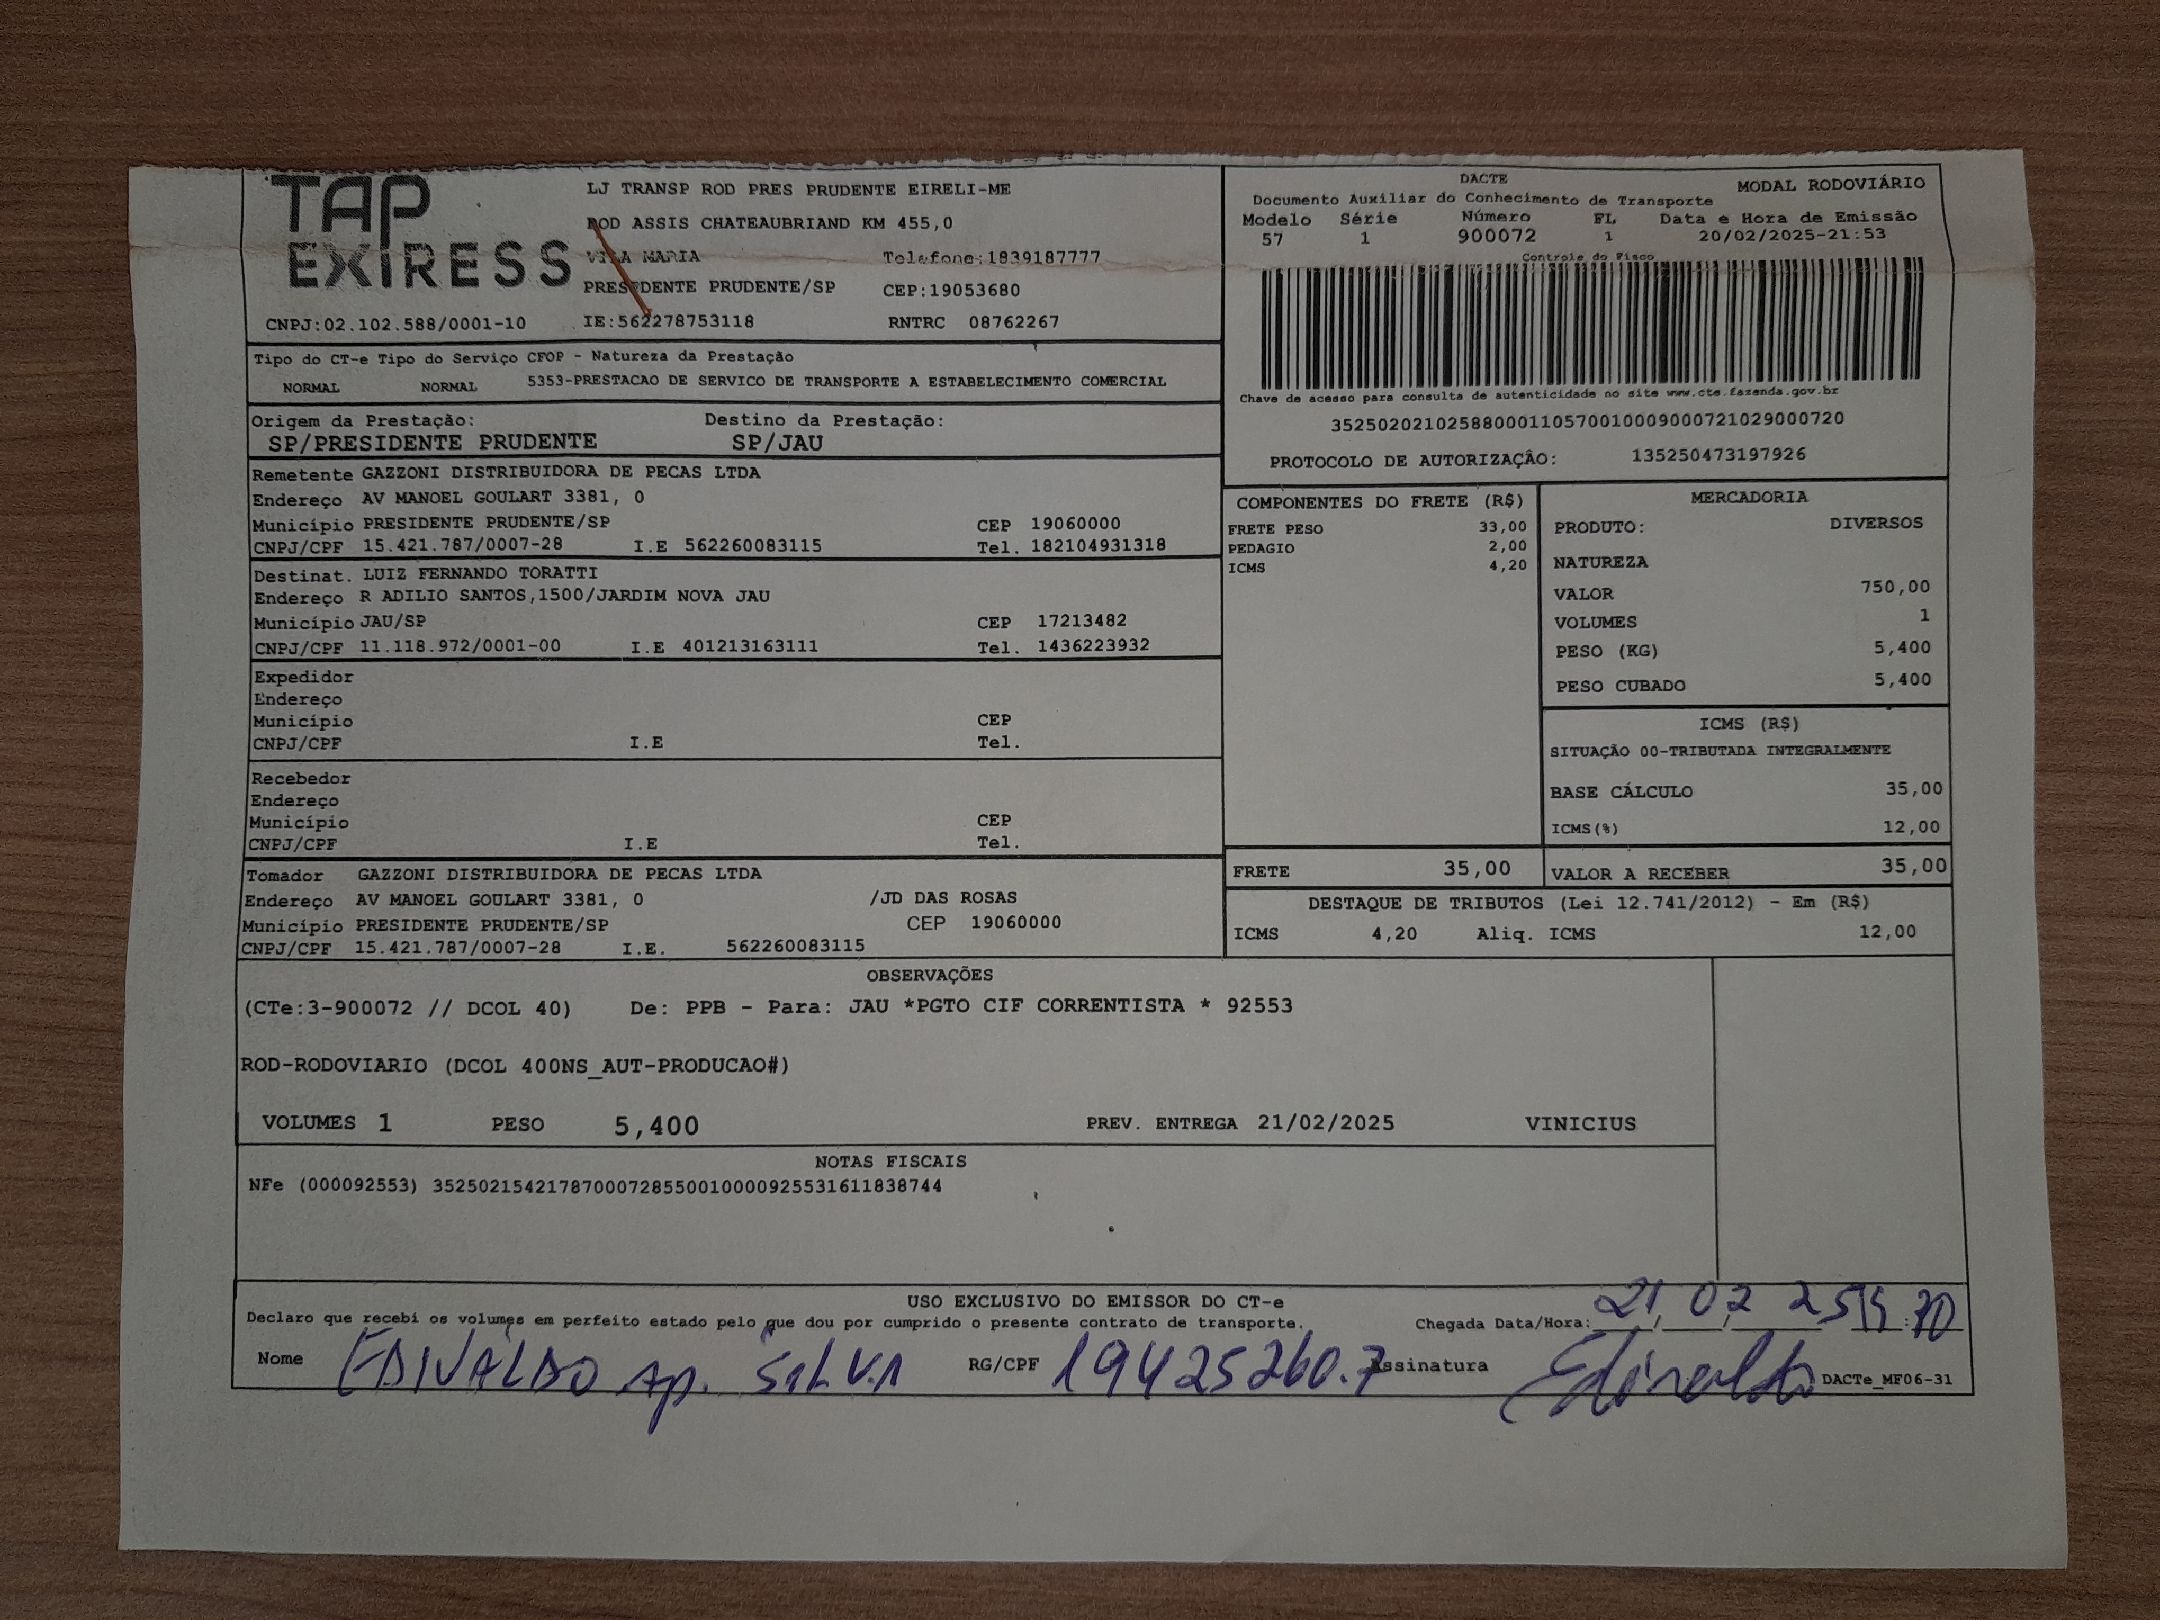 TAP
EXPRESS
LJ TRANSP ROD PRES PRUDENTE EIRELI-ME
ROD ASSIS CHATEAUBRIAND KM 455,0
VILA MARIA Telefone:1839187777
PRESIDENTE PRUDENTE/SP CEP:19053680
CNPJ:02.102.588/0001-10 IE:562278753118 RNTRC 08762267
DACTE
MODAL RODOVIÁRIO
Documento Auxiliar do Conhecimento de Transporte
Modelo Série Número FL Data e Hora de Emissão
57 1 900072 1 20/02/2025-21:53
Controle do Fisco
Chave de acesso para consulta de autenticidade no site www.cte.fazenda.gov.br
35250202102588000110570010009000721029000720
PROTOCOLO DE AUTORIZAÇÃO: 135250473197926
Tipo do CT-e Tipo do Serviço CFOP - Natureza da Prestação
NORMAL NORMAL 5353-PRESTACAO DE SERVICO DE TRANSPORTE A ESTABELECIMENTO COMERCIAL
Origem da Prestação: Destino da Prestação:
SP/PRESIDENTE PRUDENTE SP/JAU
Remetente GAZZONI DISTRIBUIDORA DE PECAS LTDA
Endereço AV MANOEL GOULART 3381, 0
Município PRESIDENTE PRUDENTE/SP CEP 19060000
CNPJ/CPF 15.421.787/0007-28 I.E 562260083115 Tel. 182104931318
Destinat. LUIZ FERNANDO TORATTI
Endereço R ADILIO SANTOS,1500/JARDIM NOVA JAU
Município JAU/SP CEP 17213482
CNPJ/CPF 11.118.972/0001-00 I.E 401213163111 Tel. 1436223932
Expedidor
Endereço
Município CEP
CNPJ/CPF I.E Tel.
Recebedor
Endereço
Município CEP
CNPJ/CPF I.E Tel.
Tomador GAZZONI DISTRIBUIDORA DE PECAS LTDA
Endereço AV MANOEL GOULART 3381, 0 /JD DAS ROSAS
Município PRESIDENTE PRUDENTE/SP CEP 19060000
CNPJ/CPF 15.421.787/0007-28 I.E. 562260083115
COMPONENTES DO FRETE (R$)
FRETE PESO 33,00
PEDAGIO 2,00
ICMS 4,20
MERCADORIA
PRODUTO: DIVERSOS
NATUREZA
VALOR 750,00
VOLUMES 1
PESO (KG) 5,400
PESO CUBADO 5,400
ICMS (R$)
SITUAÇÃO 00-TRIBUTADA INTEGRALMENTE
BASE CÁLCULO 35,00
ICMS(%) 12,00
FRETE 35,00 VALOR A RECEBER 35,00
DESTAQUE DE TRIBUTOS (Lei 12.741/2012) - Em (R$)
ICMS 4,20 Aliq. ICMS 12,00
OBSERVAÇÕES
(CTe:3-900072 // DCOL 40) De: PPB - Para: JAU *PGTO CIF CORRENTISTA * 92553
ROD-RODOVIARIO (DCOL 400NS_AUT-PRODUCAO#)
VOLUMES 1 PESO 5,400 PREV. ENTREGA 21/02/2025 VINICIUS
NOTAS FISCAIS
NFe (000092553) 35250215421787000728550010000925531611838744
USO EXCLUSIVO DO EMISSOR DO CT-e
Declaro que recebi os volumes em perfeito estado pelo que dou por cumprido o presente contrato de transporte. Chegada Data/Hora: 21/02/25
Nome EDIVALDO Ap. SILVA RG/CPF 19425260.7 Assinatura Edivaldo
DACTe_MF06-31